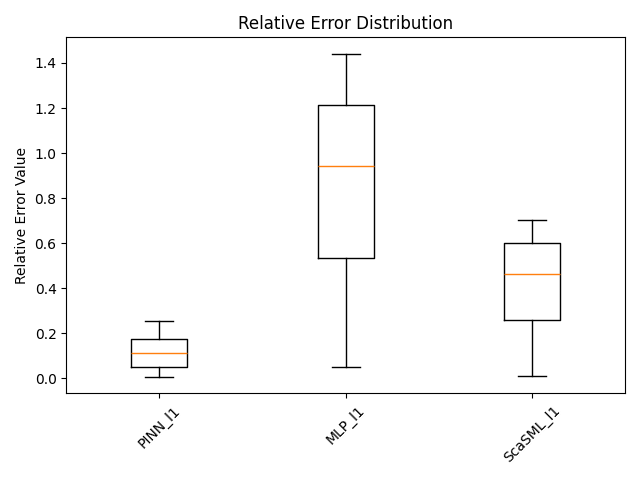 Relative Error Distribution
Relative Error Value
1.4
1.2
1.0
0.8
0.6
0.4
0.2
0.0
PINN_l1
MLP_l1
ScaSML_l1